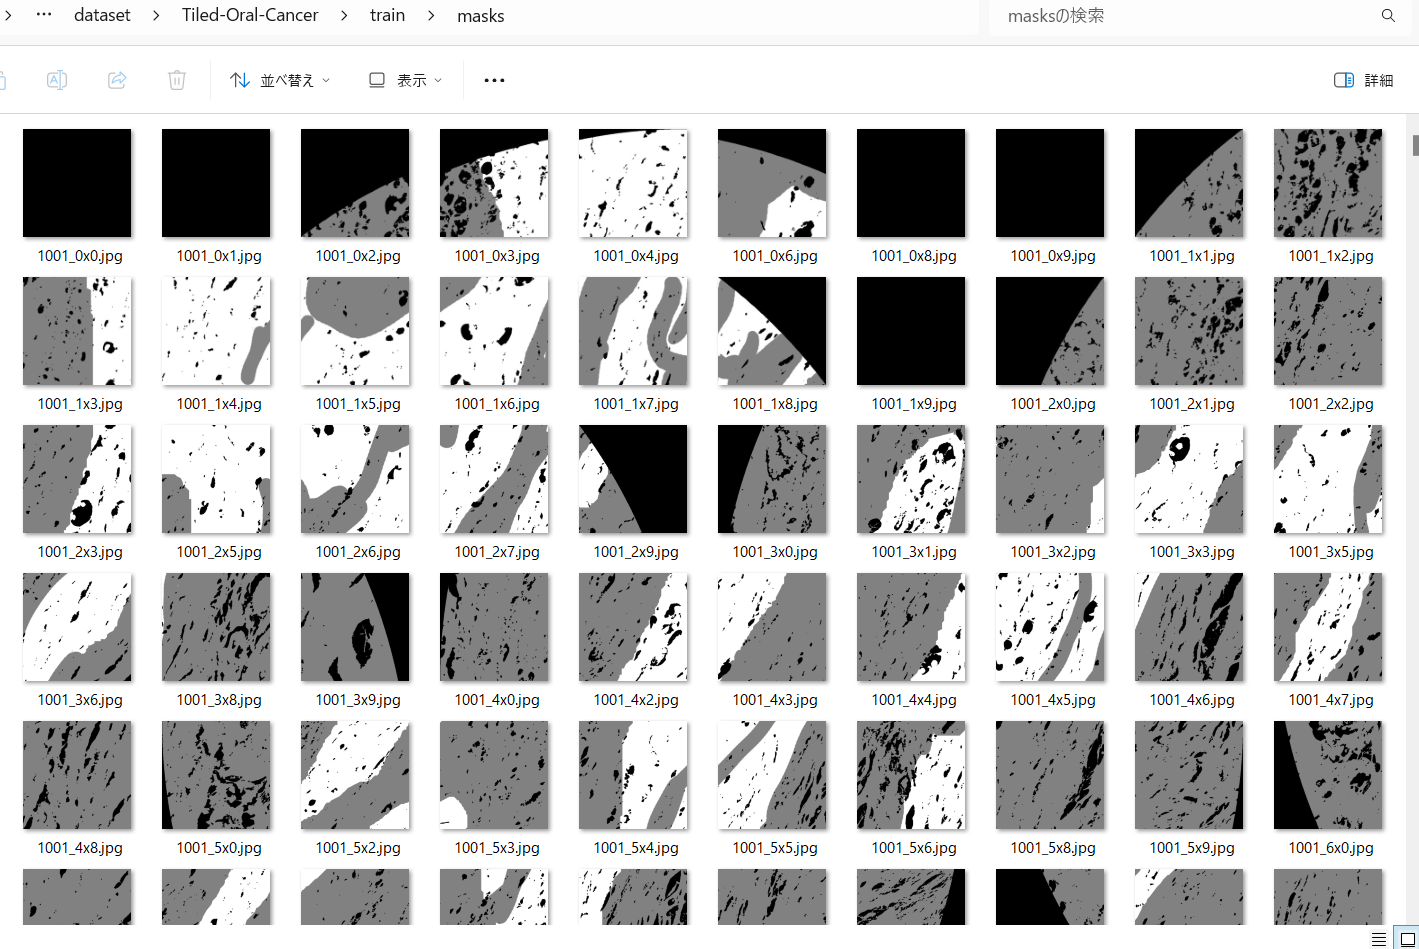 dataset Tiled-Oral-Cancer train masks masksの検索
並べ替え 表示 詳細
1001_0x0.jpg 1001_0x1.jpg 1001_0x2.jpg 1001_0x3.jpg 1001_0x4.jpg 1001_0x6.jpg 1001_0x8.jpg 1001_0x9.jpg 1001_1x1.jpg 1001_1x2.jpg
1001_1x3.jpg 1001_1x4.jpg 1001_1x5.jpg 1001_1x6.jpg 1001_1x7.jpg 1001_1x8.jpg 1001_1x9.jpg 1001_2x0.jpg 1001_2x1.jpg 1001_2x2.jpg
1001_2x3.jpg 1001_2x5.jpg 1001_2x6.jpg 1001_2x7.jpg 1001_2x9.jpg 1001_3x0.jpg 1001_3x1.jpg 1001_3x2.jpg 1001_3x3.jpg 1001_3x5.jpg
1001_3x6.jpg 1001_3x8.jpg 1001_3x9.jpg 1001_4x0.jpg 1001_4x2.jpg 1001_4x3.jpg 1001_4x4.jpg 1001_4x5.jpg 1001_4x6.jpg 1001_4x7.jpg
1001_4x8.jpg 1001_5x0.jpg 1001_5x2.jpg 1001_5x3.jpg 1001_5x4.jpg 1001_5x5.jpg 1001_5x6.jpg 1001_5x8.jpg 1001_5x9.jpg 1001_6x0.jpg